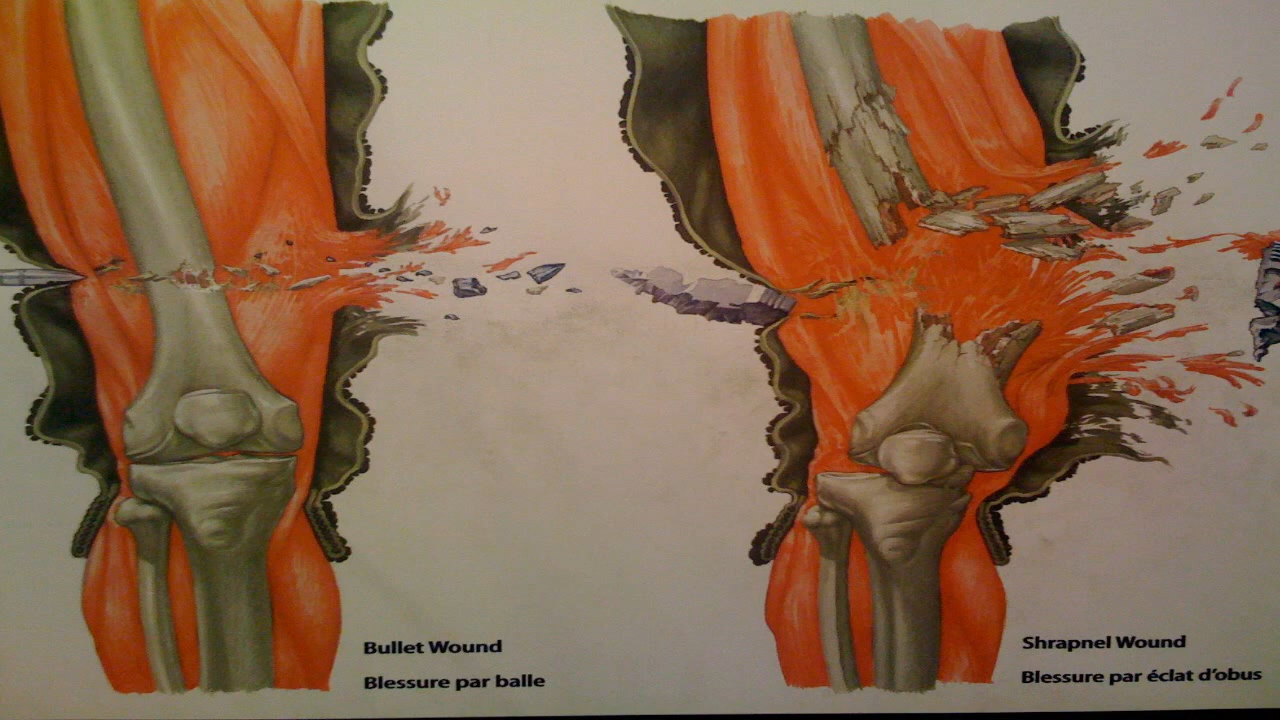 Bullet Wound
Blessure par balle
Shrapnel Wound
Blessure par éclat d'obus